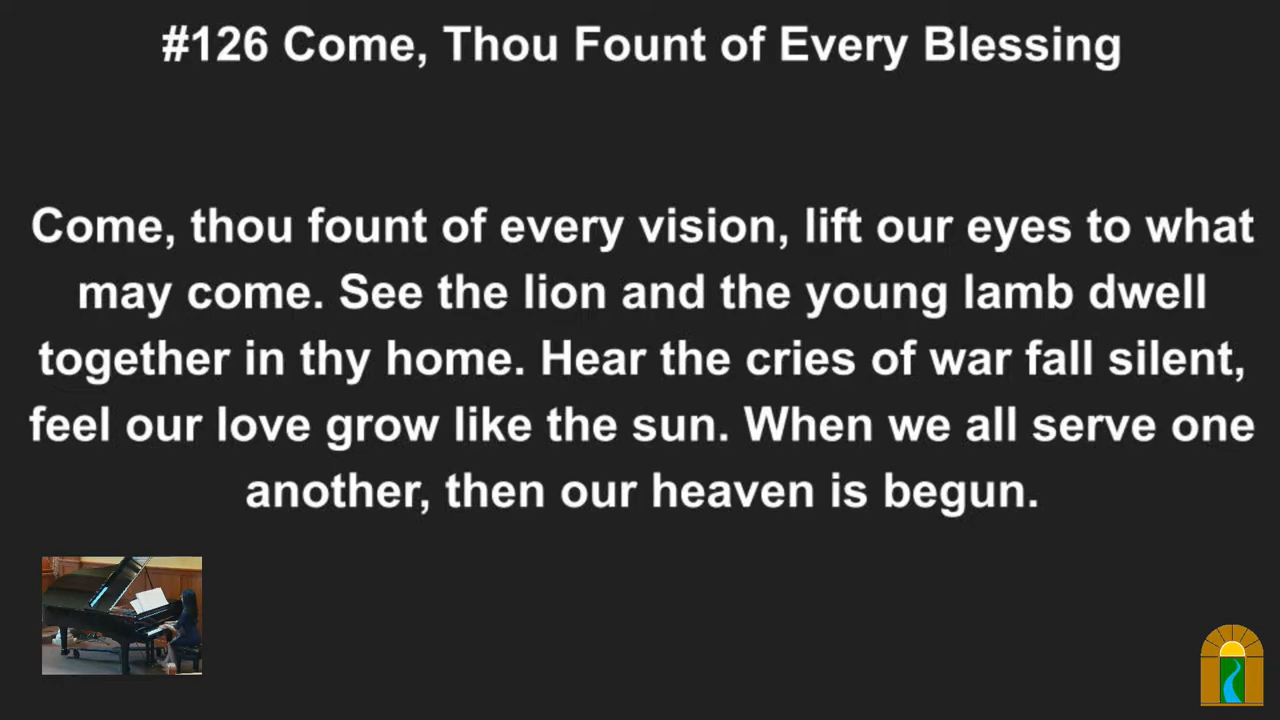 #126 Come, Thou Fount of Every Blessing
Come, thou fount of every vision, lift our eyes to what
may come. See the lion and the young lamb dwell
together in thy home. Hear the cries of war fall silent,
feel our love grow like the sun. When we all serve one
another, then our heaven is begun.